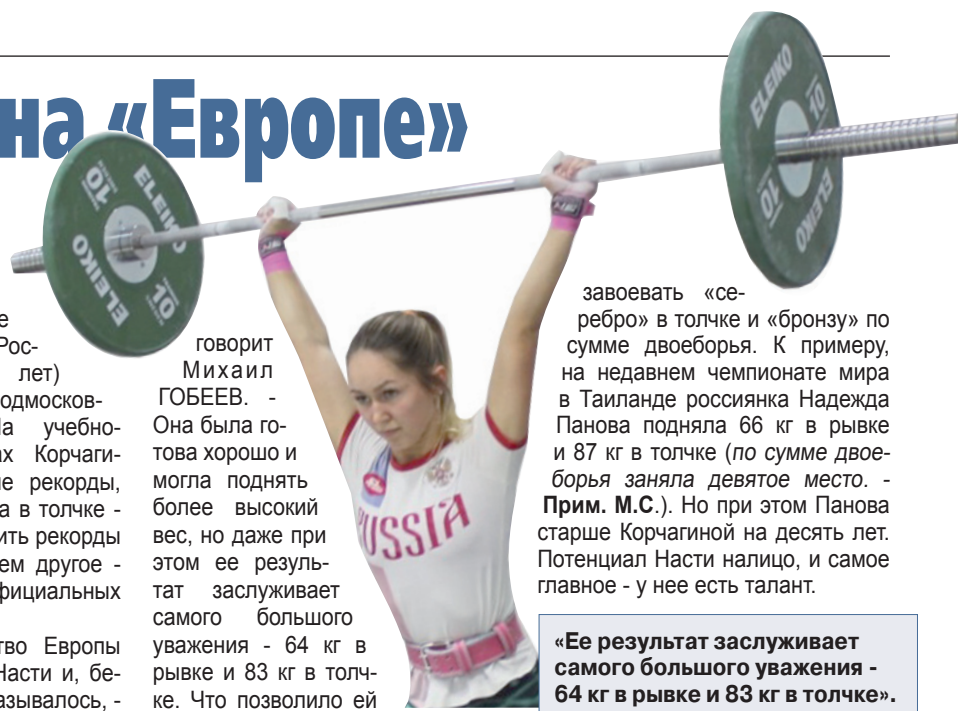 на «Европе»
е
Рос-
лет)
одмосков-
На учебно-
ах Корчаги-
ые рекорды,
а в толчке -
ить рекорды
ем другое -
фициальных
тво Европы
Насти и, бе-
азывалось, -
говорит
Михаил
ГОБЕЕВ. -
Она была го-
това хорошо и
могла поднять
более высокий
вес, но даже при
этом ее резуль-
тат заслуживает
самого большого
уважения - 64 кг в
рывке и 83 кг в толч-
ке. Что позволило ей
завоевать «се-
ребро» в толчке и «бронзу» по
сумме двоеборья. К примеру,
на недавнем чемпионате мира
в Таиланде россиянка Надежда
Панова подняла 66 кг в рывке
и 87 кг в толчке (по сумме двое-
борья заняла девятое место. -
Прим. М.С.). Но при этом Панова
старше Корчагиной на десять лет.
Потенциал Насти налицо, и самое
главное - у нее есть талант.
«Ее результат заслуживает
самого большого уважения -
64 кг в рывке и 83 кг в толчке».
ELEIKO
10
ELEIKO
10
ELEIKO
10
ELEIKO
10
RUSSIA